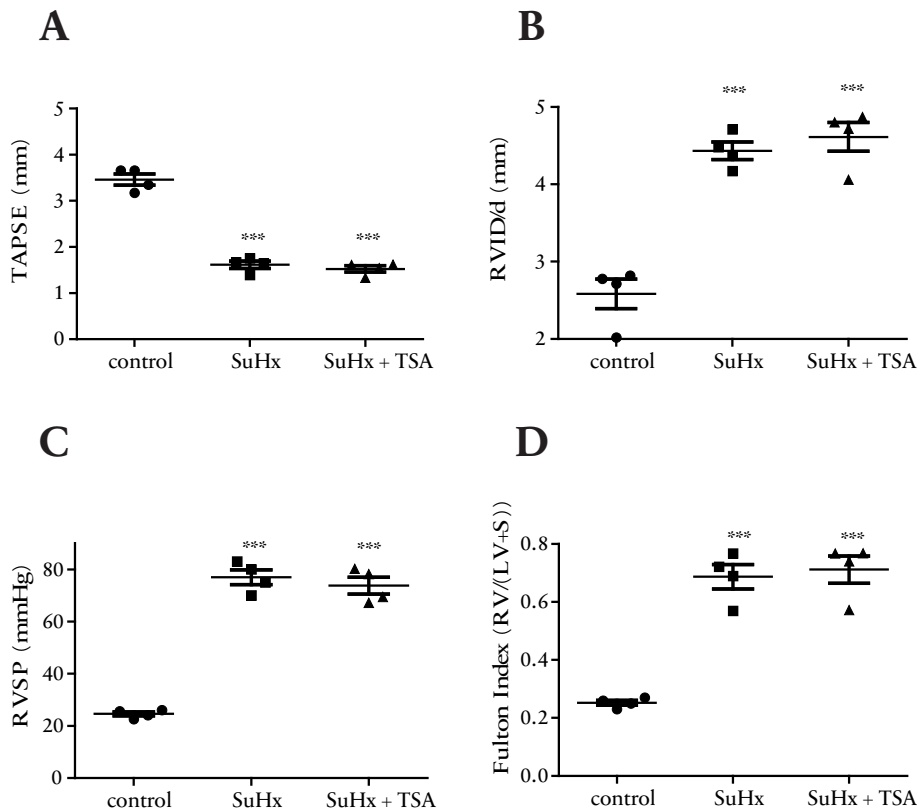 A
TAPSE (mm)
5
4
3
2
1
0
***
***
control
SuHx
SuHx + TSA
B
RVID/d (mm)
5
4
3
2
***
***
control
SuHx
SuHx + TSA
C
RVSP (mmHg)
80
60
40
20
0
***
***
control
SuHx
SuHx + TSA
D
Fulton Index (RV/(LV+S))
0.8
0.6
0.4
0.2
0.0
***
***
control
SuHx
SuHx + TSA